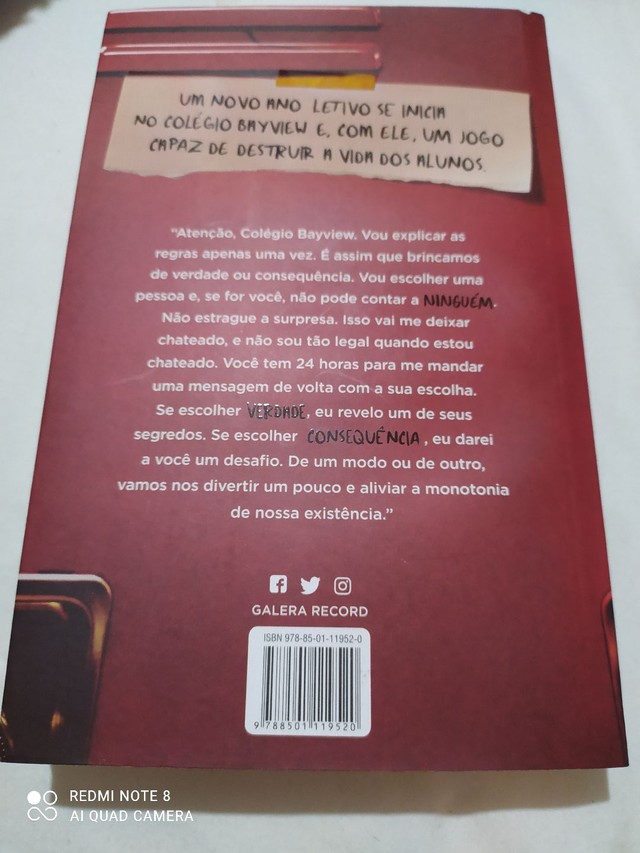 UM NOVO ANO LETIVO SE INICIA
NO COLÉGIO BAYVIEW E, COM ELE, UM JOGO
CAPAZ DE DESTRUIR A VIDA DOS ALUNOS.
“Atenção, Colégio Bayview. Vou explicar as
regras apenas uma vez. É assim que brincamos
de verdade ou consequência. Vou escolher uma
pessoa e, se for você, não pode contar a NINGUÉM.
Não estrague a surpresa. Isso vai me deixar
chateado, e não sou tão legal quando estou
chateado. Você tem 24 horas para me mandar
uma mensagem de volta com a sua escolha.
Se escolher VERDADE, eu revelo um de seus
segredos. Se escolher CONSEQUÊNCIA, eu darei
a você um desafio. De um modo ou de outro,
vamos nos divertir um pouco e aliviar a monotonia
de nossa existência.”
GALERA RECORD
ISBN 978-85-01-11952-0
9 788501 119520
REDMI NOTE 8
AI QUAD CAMERA